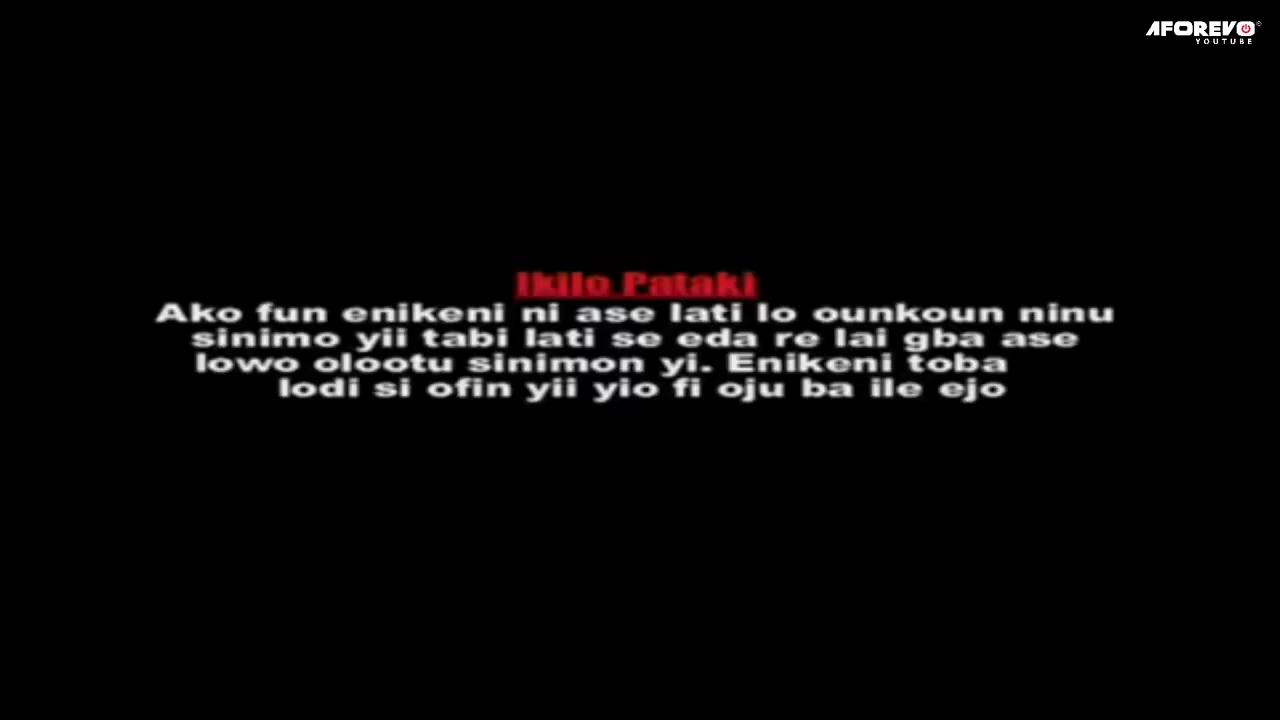 AFOREVO
YOUTUBE
Ikilo Pataki
Ako fun enikeni ni ase lati lo ounkoun ninu
sinimo yii tabi lati se eda re lai gba ase
lowo olootu sinimon yi. Enikeni toba
lodi si ofin yii yio fi oju ba ile ejo